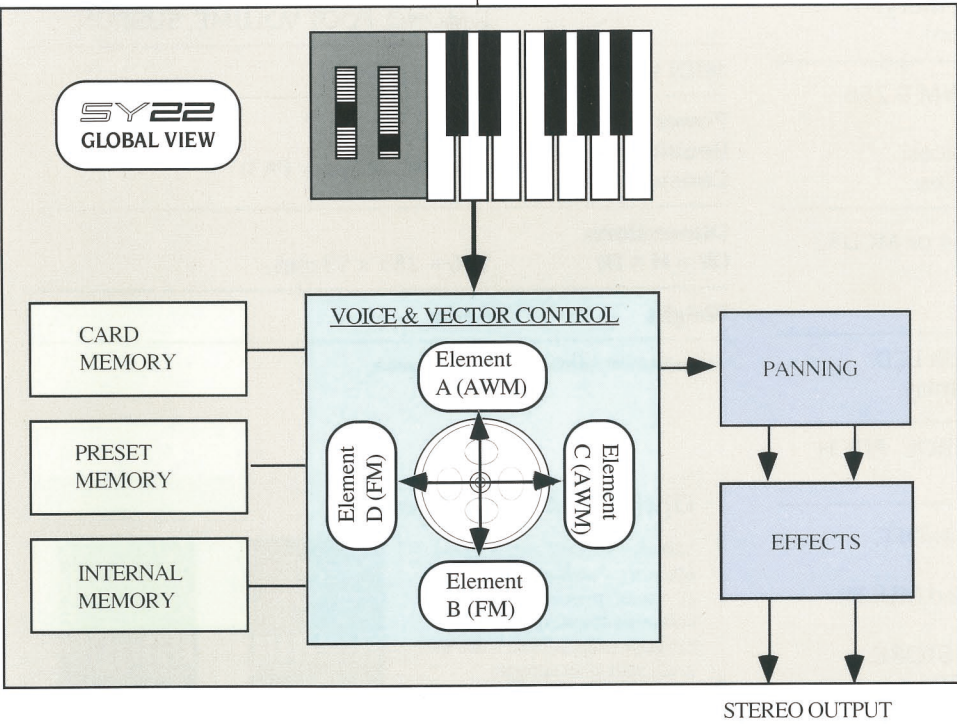 SY22
GLOBAL VIEW
CARD
MEMORY
PRESET
MEMORY
INTERNAL
MEMORY
VOICE & VECTOR CONTROL
Element
A (AWM)
Element
D (FM)
Element
C (AWM)
Element
B (FM)
PANNING
EFFECTS
STEREO OUTPUT